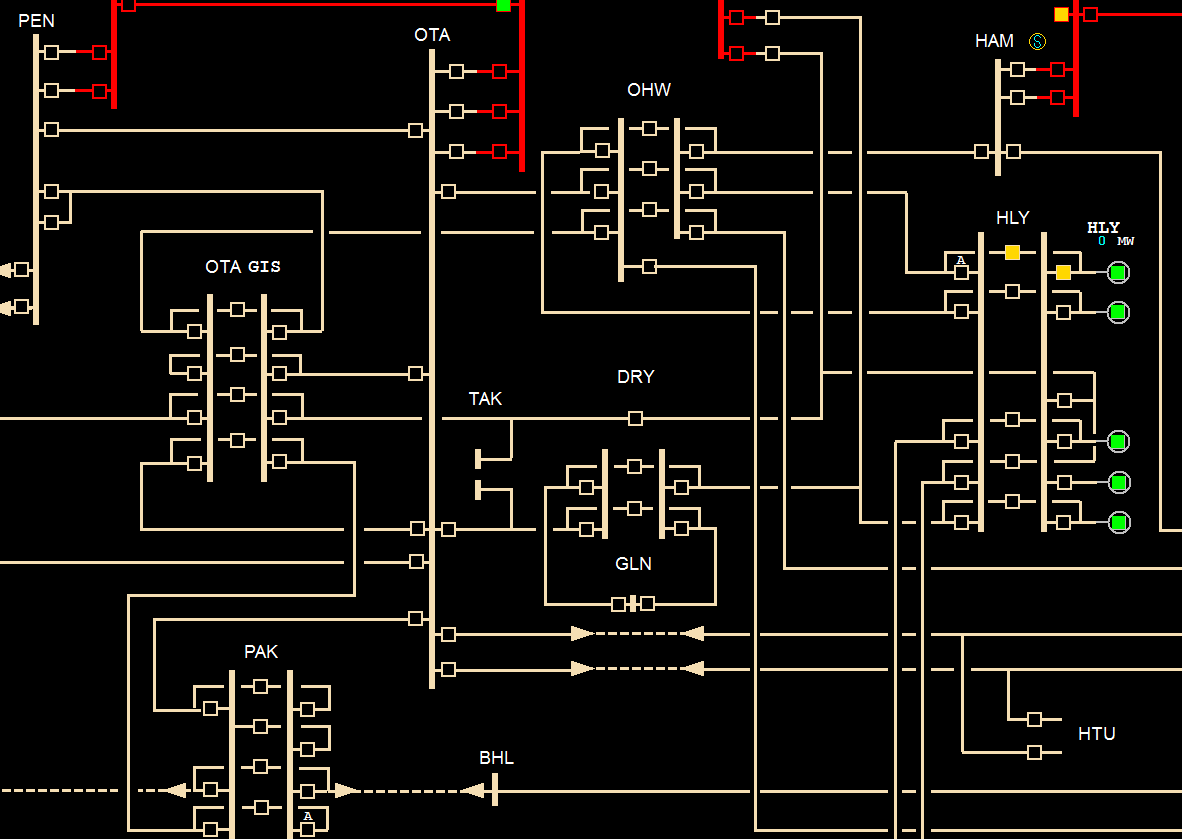 PEN
OTA
HAM S
OHW
HLY
HLY
0 MW
A
OTA GIS
DRY
TAK
GLN
PAK
HTU
BHL
A